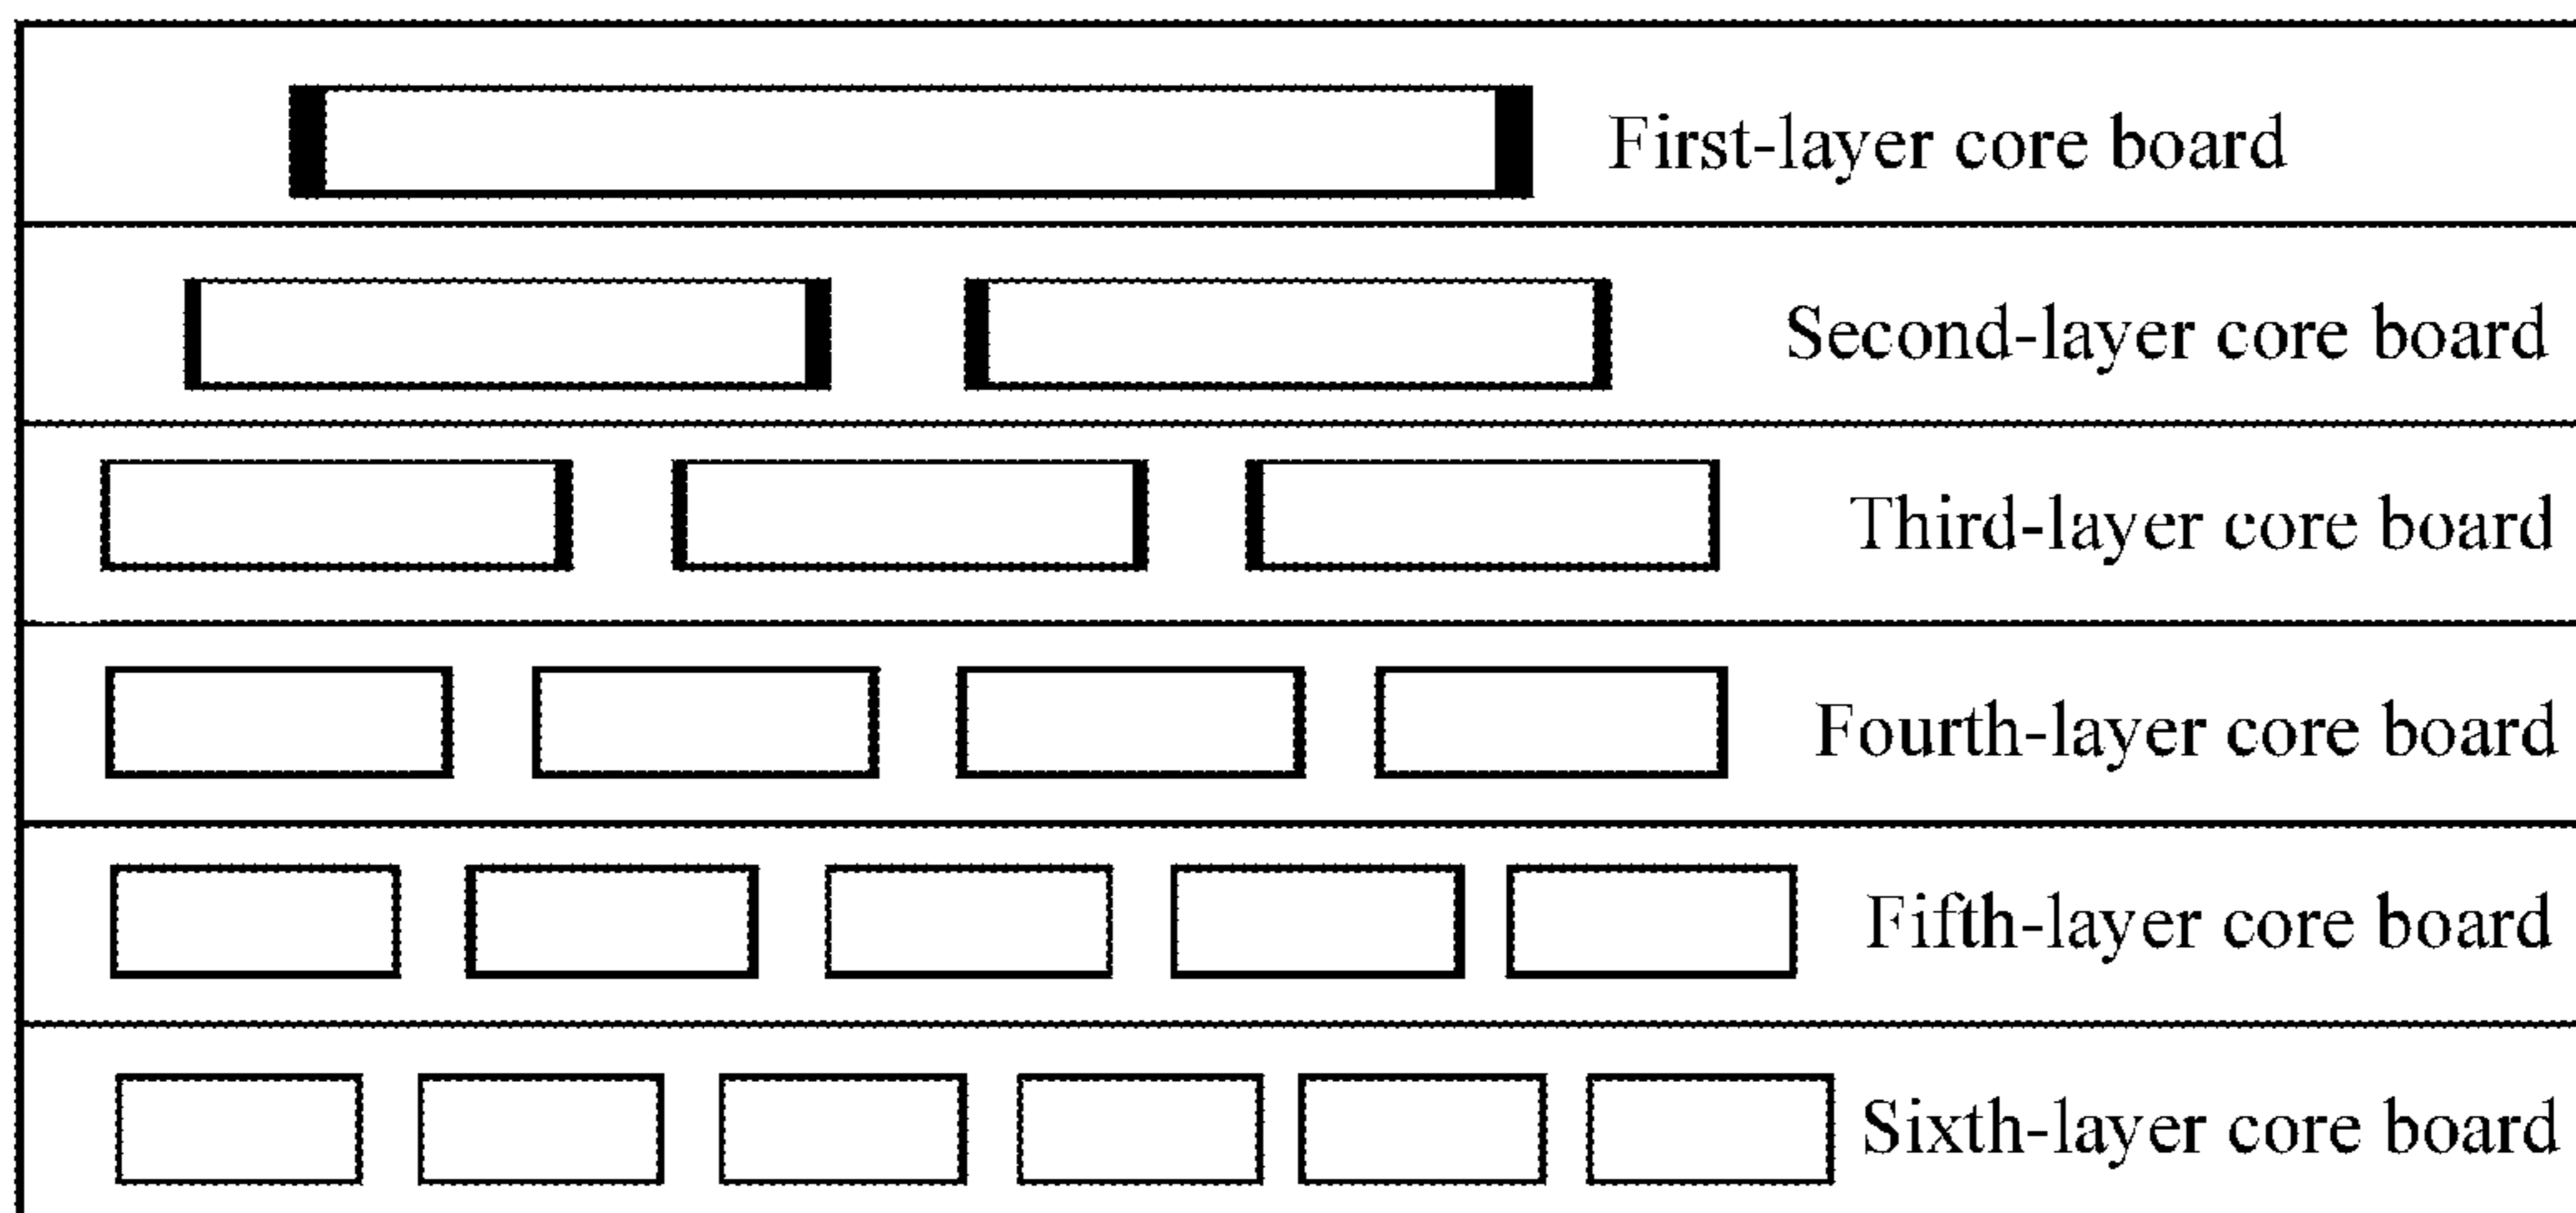 First-layer core board
Second-layer core board
Third-layer core board
Fourth-layer core board
Fifth-layer core board
Sixth-layer core board